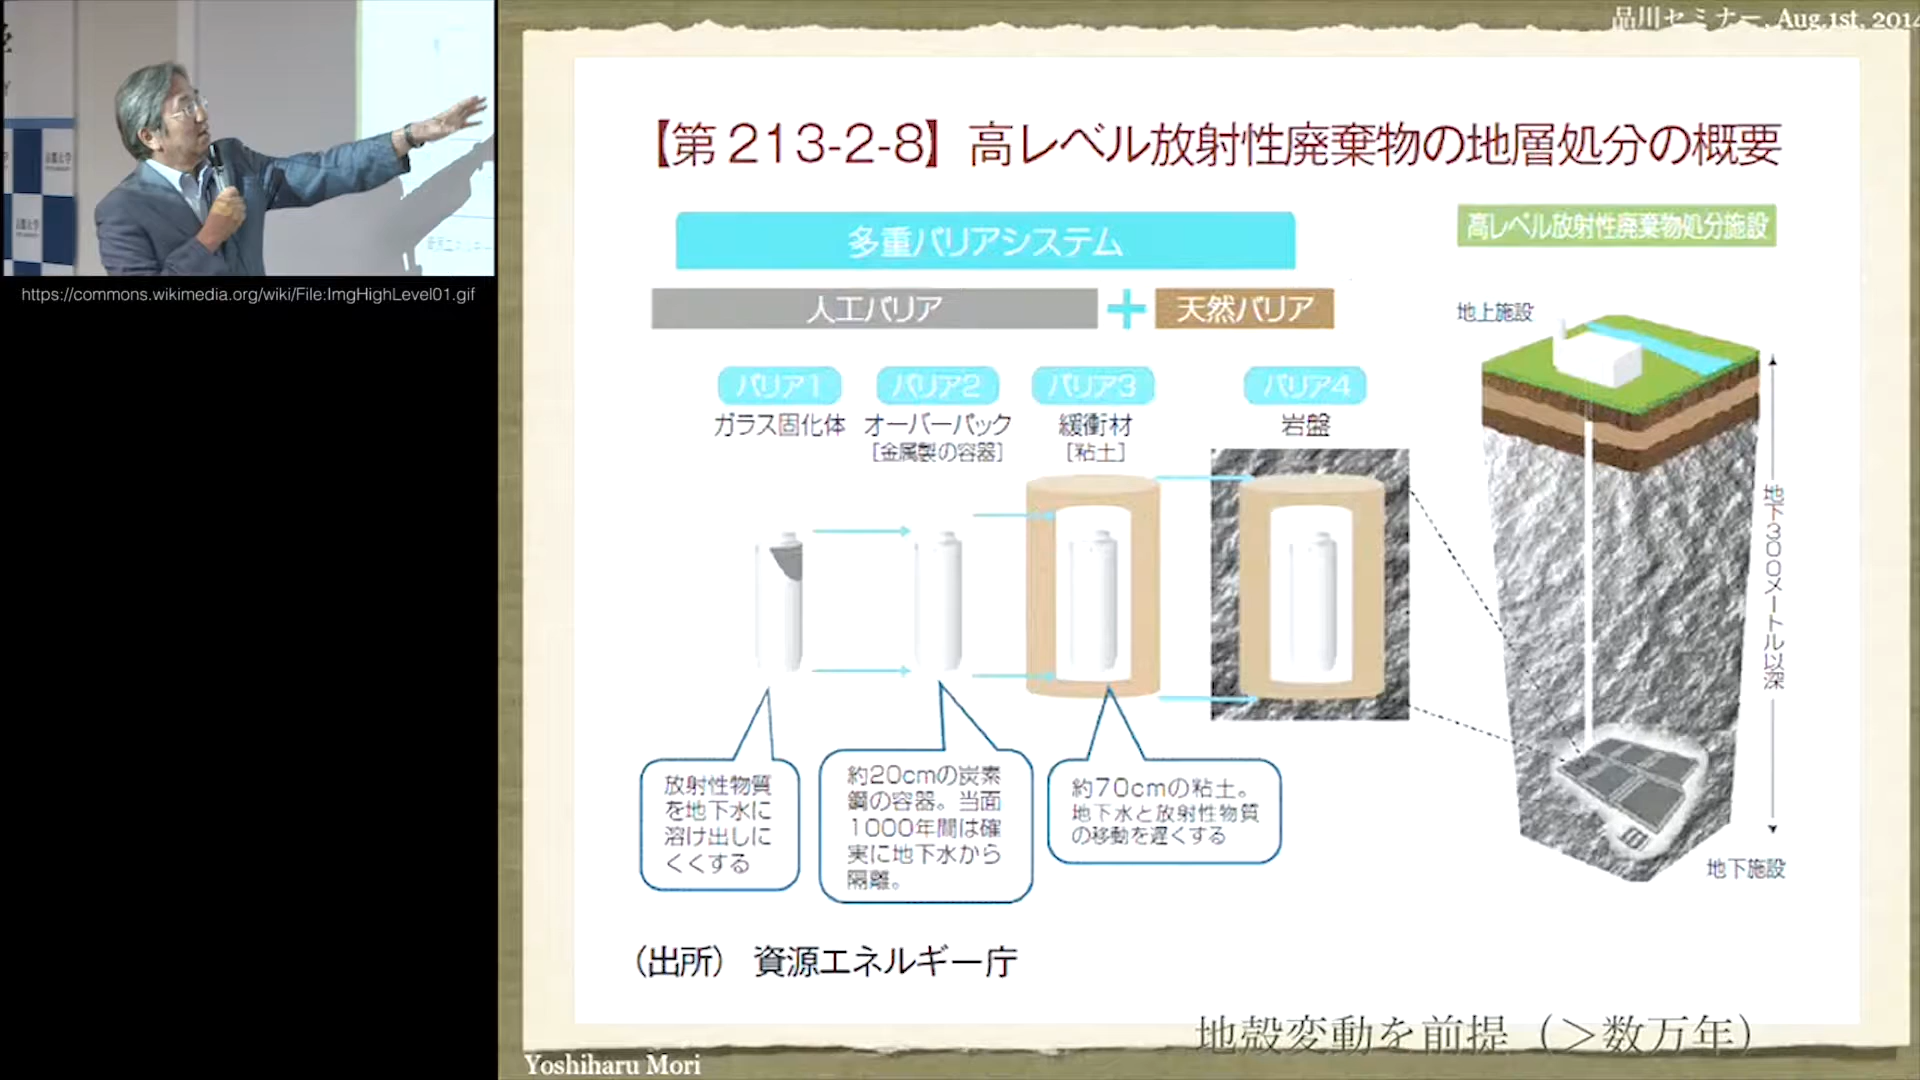 品川セミナー, Aug.1st, 2014
京都大学
京都大学
https://commons.wikimedia.org/wiki/File:ImgHighLevel01.gif
【第213-2-8】高レベル放射性廃棄物の地層処分の概要
多重バリアシステム
高レベル放射性廃棄物処分施設
人工バリア + 天然バリア
地上施設
バリア1 バリア2 バリア3 バリア4
ガラス固化体 オーバーパック 緩衝材 岩盤
[金属製の容器] [粘土]
地下300メートル以深
放射性物質
を地下水に
溶け出しに
くくする
約20cmの炭素
鋼の容器。当面
1000年間は確
実に地下水から
隔離。
約70cmの粘土。
地下水と放射性物質
の移動を遅くする
地下施設
(出所) 資源エネルギー庁
地殻変動を前提（＞数万年）
Yoshiharu Mori